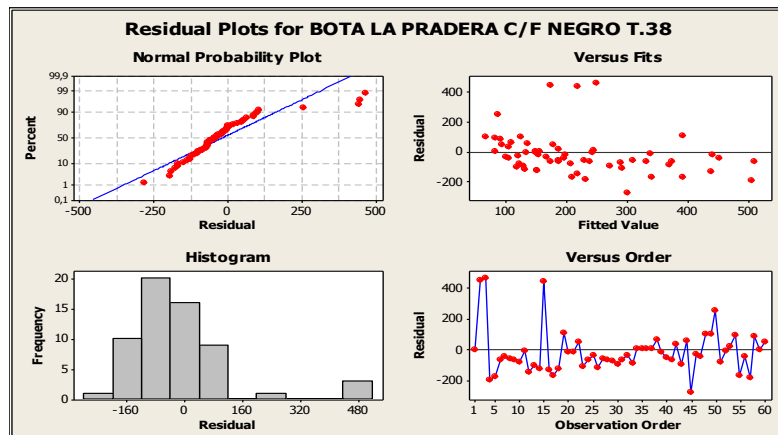 Residual Plots for BOTA LA PRADERA C/F NEGRO T.38
Normal Probability Plot
99,9
99
90
50
10
1
0,1
Percent
-500 -250 0 250 500
Residual
Versus Fits
400
200
0
-200
Residual
100 200 300 400 500
Fitted Value
Histogram
20
15
10
5
0
Frequency
-160 0 160 320 480
Residual
Versus Order
400
200
0
-200
Residual
1 5 10 15 20 25 30 35 40 45 50 55 60
Observation Order